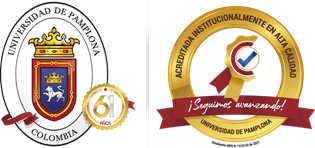 UNIVERSIDAD DE PAMPLONA
COLOMBIA
AÑOS
ACREDITADA INSTITUCIONALMENTE EN ALTA CALIDAD
¡Seguimos avanzando!
UNIVERSIDAD DE PAMPLONA